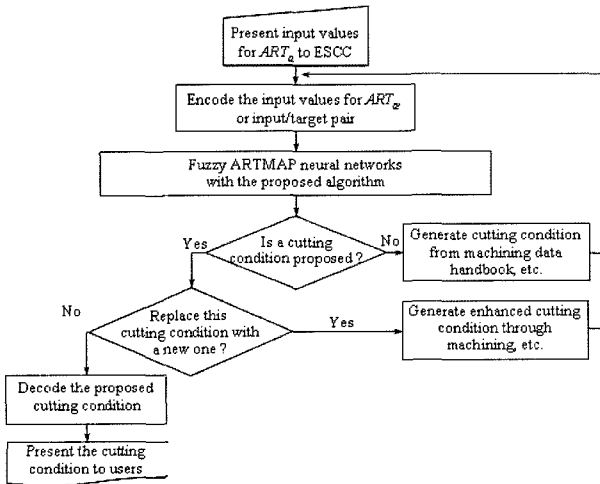 Present input values
for ARTa to ESCC
Encode the input values for ARTa,
or input/target pair
Fuzzy ARTMAP neural networks
with the proposed algorithm
Is a cutting
condition proposed ?
Yes
No
Generate cutting condition
from machining data
handbook, etc.
Replace this
cutting condition with
a new one ?
No
Yes
Generate enhanced cutting
condition through
machining, etc.
Decode the proposed
cutting condition
Present the cutting
condition to users